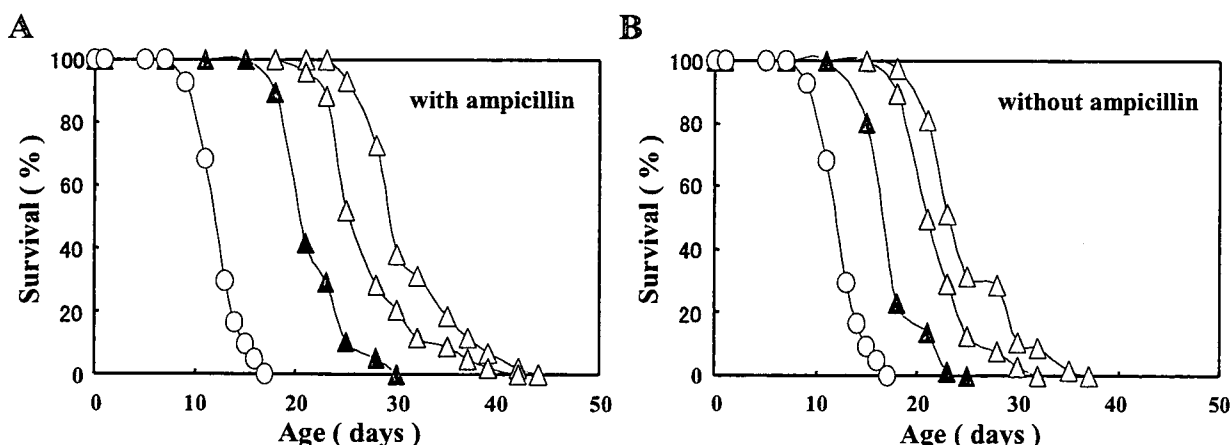 A
B
Survival ( % )
100
80
60
40
20
0
with ampicillin
0 10 20 30 40 50
Age ( days )
Survival ( % )
100
80
60
40
20
0
without ampicillin
0 10 20 30 40 50
Age ( days )